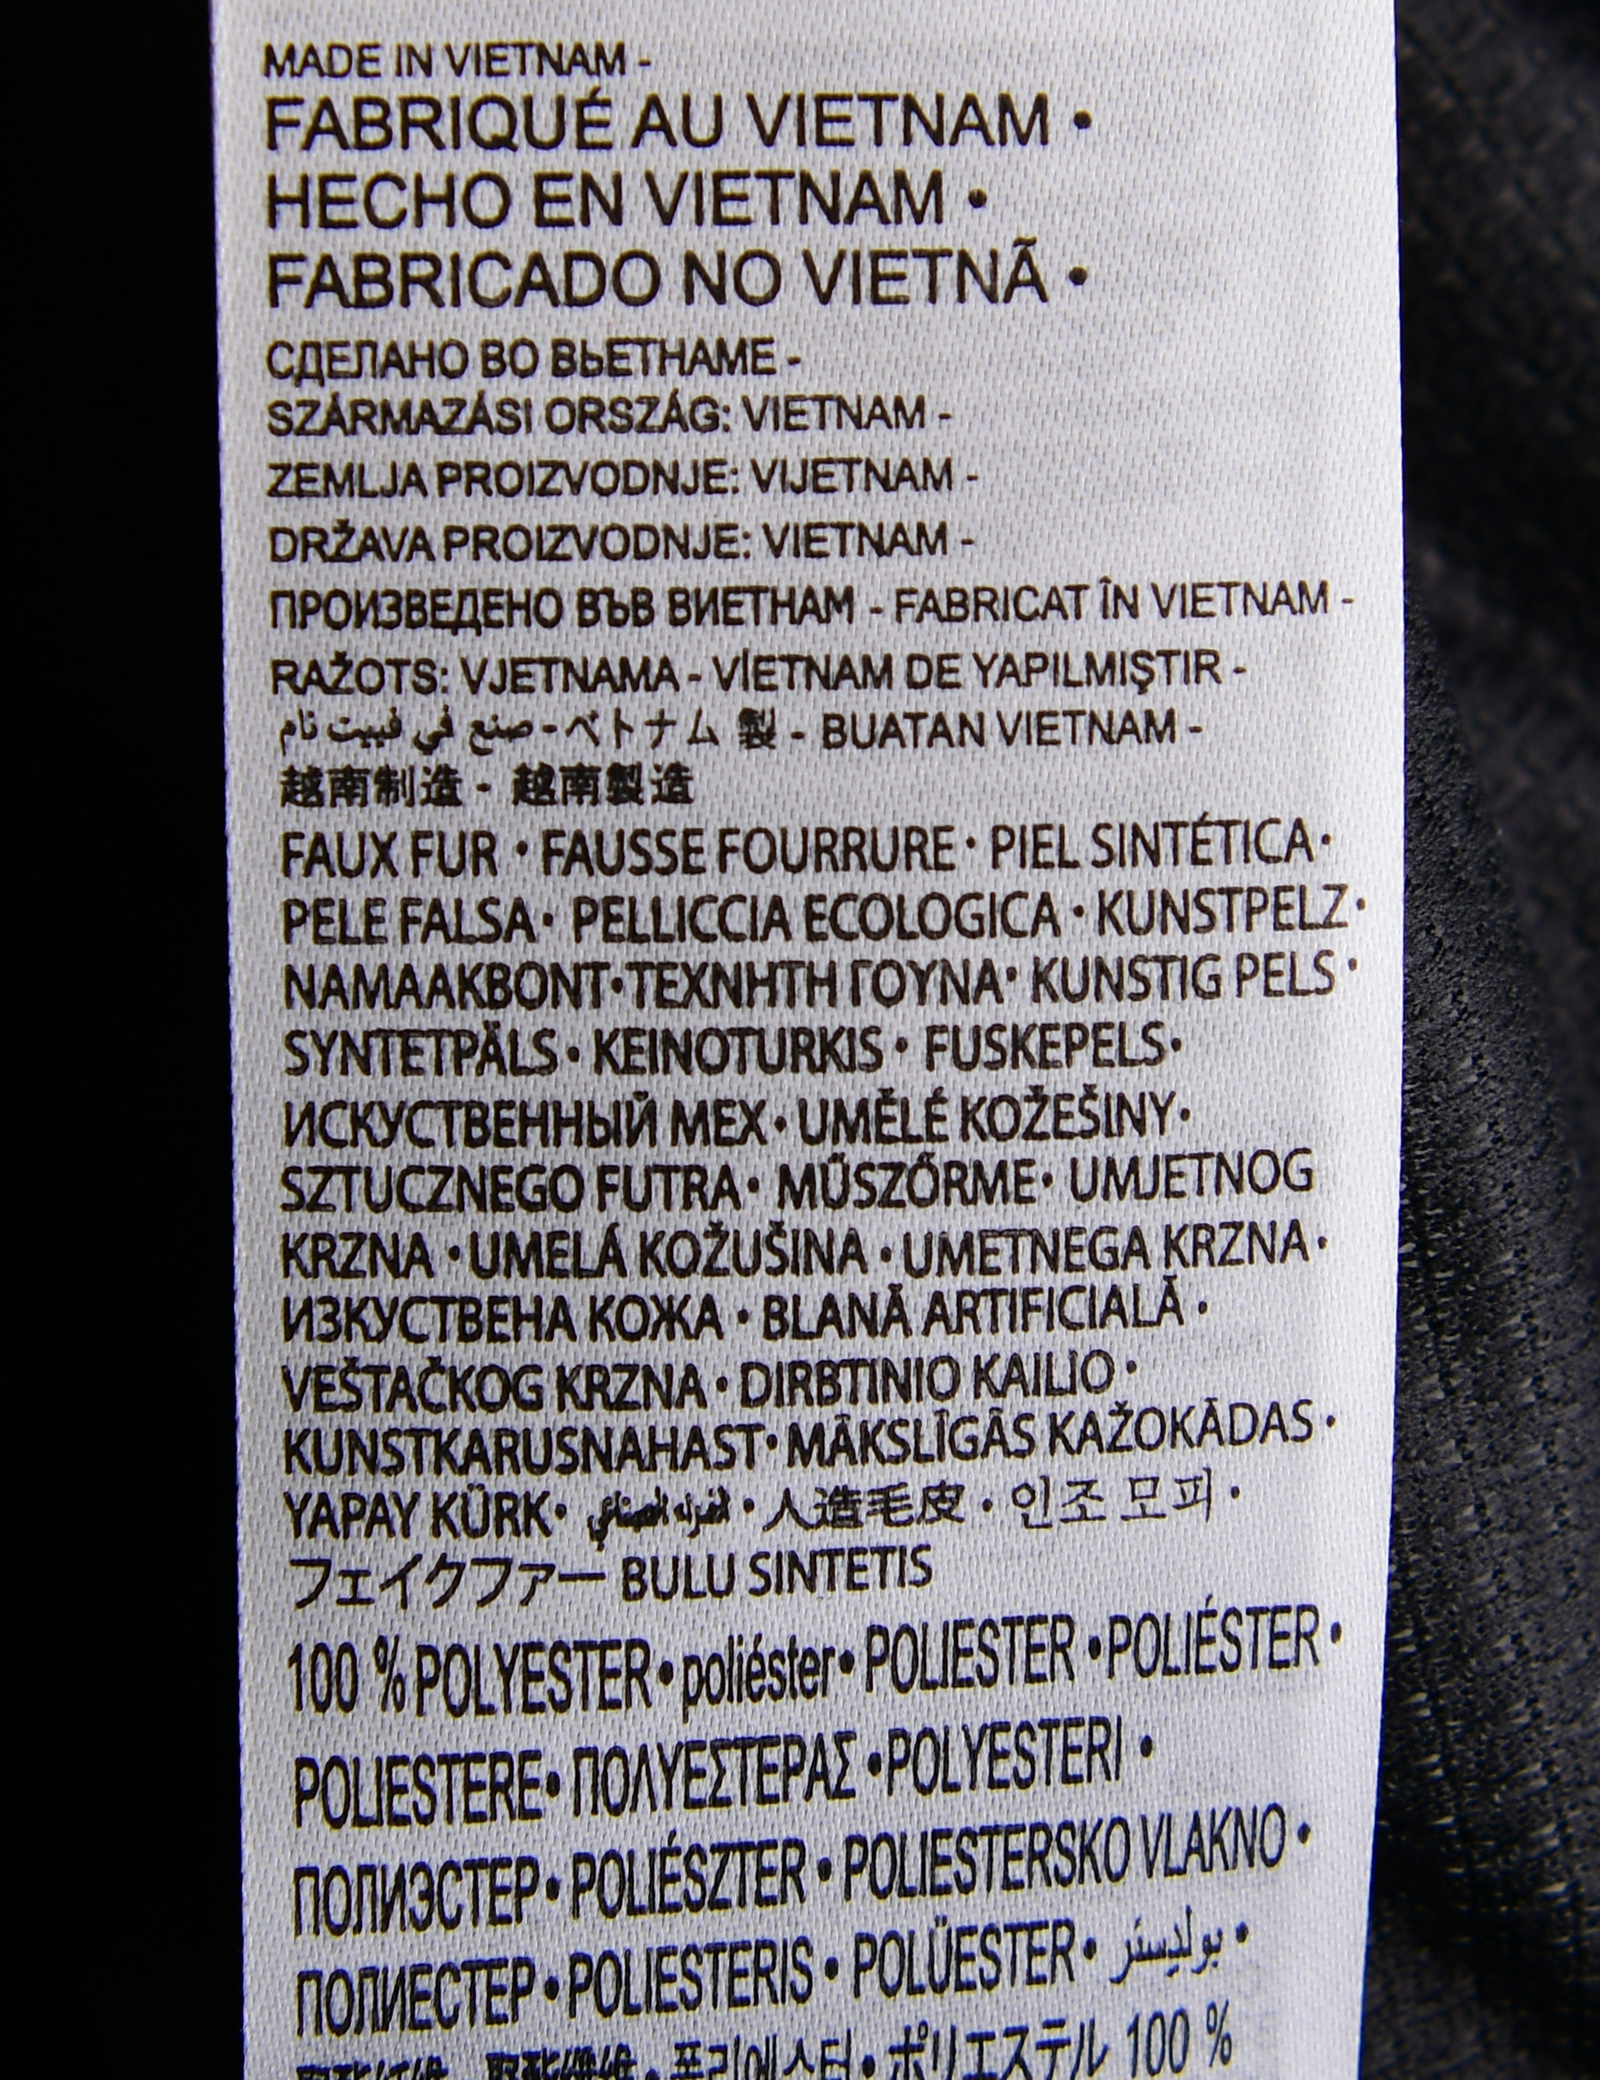 MADE IN VIETNAM -
FABRIQUÉ AU VIETNAM •
HECHO EN VIETNAM •
FABRICADO NO VIETNÃ •
СДЕЛАНО ВО ВЬЕТНАМЕ -
SZÁRMAZÁSI ORSZÁG: VIETNAM -
ZEMLJA PROIZVODNJE: VIJETNAM -
DRŽAVA PROIZVODNJE: VIETNAM -
ПРОИЗВЕДЕНО ВЪВ ВИЕТНАМ - FABRICAT ÎN VIETNAM -
RAŽOTS: VJETNAMA - VİETNAM DE YAPILMIŞTIR -
صنع في فييت نام - ベトナム 製 - BUATAN VIETNAM -
越南制造 - 越南製造
FAUX FUR • FAUSSE FOURRURE • PIEL SINTÉTICA •
PELE FALSA • PELLICCIA ECOLOGICA • KUNSTPELZ •
NAMAAKBONT • ΤΕΧΝΗΤΗ ΓΟΥΝΑ • KUNSTIG PELS •
SYNTETPÄLS • KEINOTURKIS • FUSKEPELS •
ИСКУСТВЕННЫЙ МЕХ • UMĚLÉ KOŽEŠINY •
SZTUCZNEGO FUTRA • MŰSZŐRME • UMJETNOG
KRZNA • UMELÁ KOŽUŠINA • UMETNEGA KRZNA •
ИЗКУСТВЕНА КОЖА • BLANĂ ARTIFICIALĂ •
VEŠTAČKOG KRZNA • DIRBTINIO KAILIO •
KUNSTKARUSNAHAST • MĀKSLĪGĀS KAŽOKĀDAS •
YAPAY KÜRK • الفراء الصناعي • 人造毛皮 • 인조 모피 •
フェイクファー BULU SINTETIS
100 % POLYESTER • poliéster • POLIESTER • POLIÉSTER •
POLIESTERE • ΠΟΛΥΕΣΤΕΡΑΣ • POLYESTERI •
ПОЛИЭСТЕР • POLIÉSZTER • POLIESTERSKO VLAKNO •
ПОЛИЕСТЕР • POLIESTERIS • POLÜESTER • بوليستر •
폴리에스터 • ポリエステル 100 %